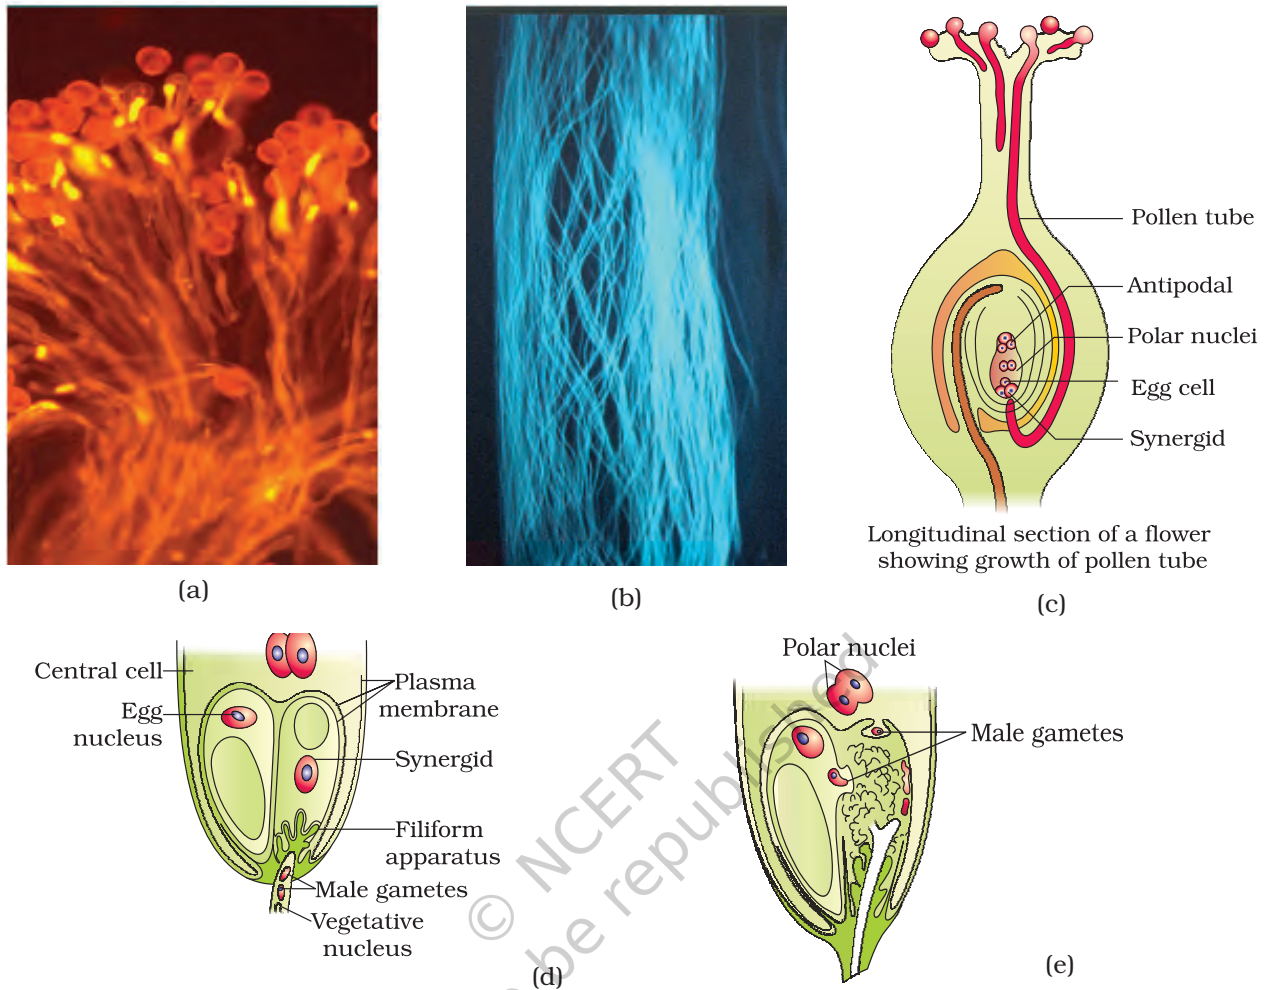 Pollen tube
Antipodal
Polar nuclei
Egg cell
Synergid
Longitudinal section of a flower
showing growth of pollen tube
(a)
(b)
(c)
Central cell
Egg
nucleus
Plasma
membrane
Synergid
Filiform
apparatus
Male gametes
Vegetative
nucleus
(d)
Polar nuclei
Male gametes
(e)
© NCERT
be republished